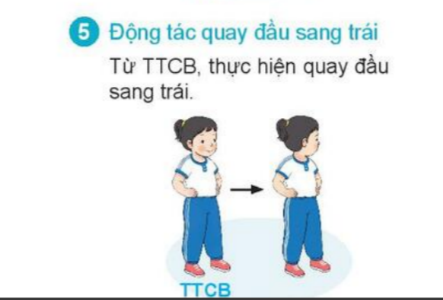 5 Động tác quay đầu sang trái
Từ TTCB, thực hiện quay đầu
sang trái.
TTCB